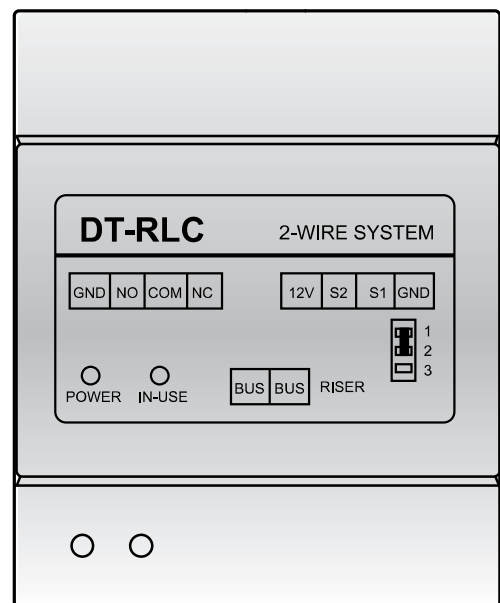 DT-RLC 2-WIRE SYSTEM
GND NO COM NC 12V S2 S1 GND
1
2
3
POWER IN-USE BUS BUS RISER